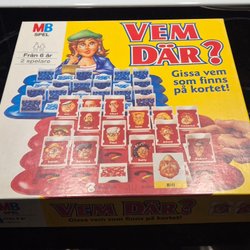 MB
SPEL
Från 6 år
2 spelare
VEM
DÄR?
Gissa vem
som finns
på kortet!
VEM DÄR?
Gissa vem som finns på kortet!